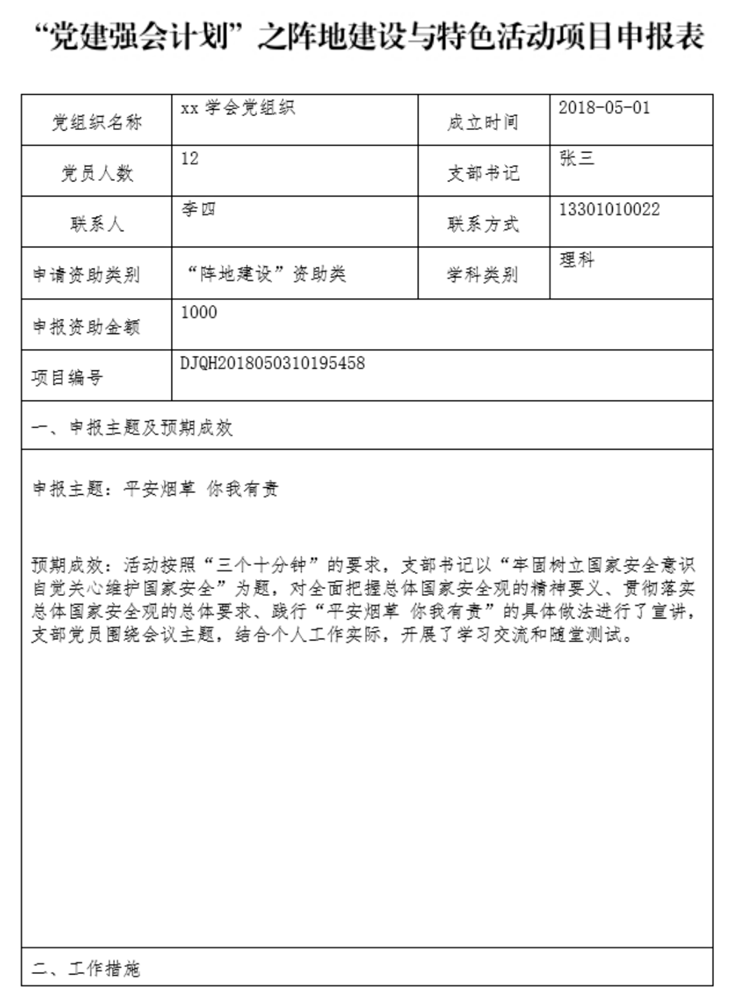 “党建强会计划”之阵地建设与特色活动项目申报表
党组织名称 xx 学会党组织 成立时间 2018-05-01
党员人数 12 支部书记 张三
联系人 李四 联系方式 13301010022
申请资助类别 “阵地建设”资助类 学科类别 理科
申报资助金额 1000
项目编号 DJQH2018050310195458
一、申报主题及预期成效
申报主题：平安烟草 你我有责
预期成效：活动按照“三个十分钟”的要求，支部书记以“牢固树立国家安全意识
自觉关心维护国家安全”为题，对全面把握总体国家安全观的精神要义、贯彻落实
总体国家安全观的总体要求、践行“平安烟草 你我有责”的具体做法进行了宣讲，
支部党员围绕会议主题，结合个人工作实际，开展了学习交流和随堂测试。
二、工作措施